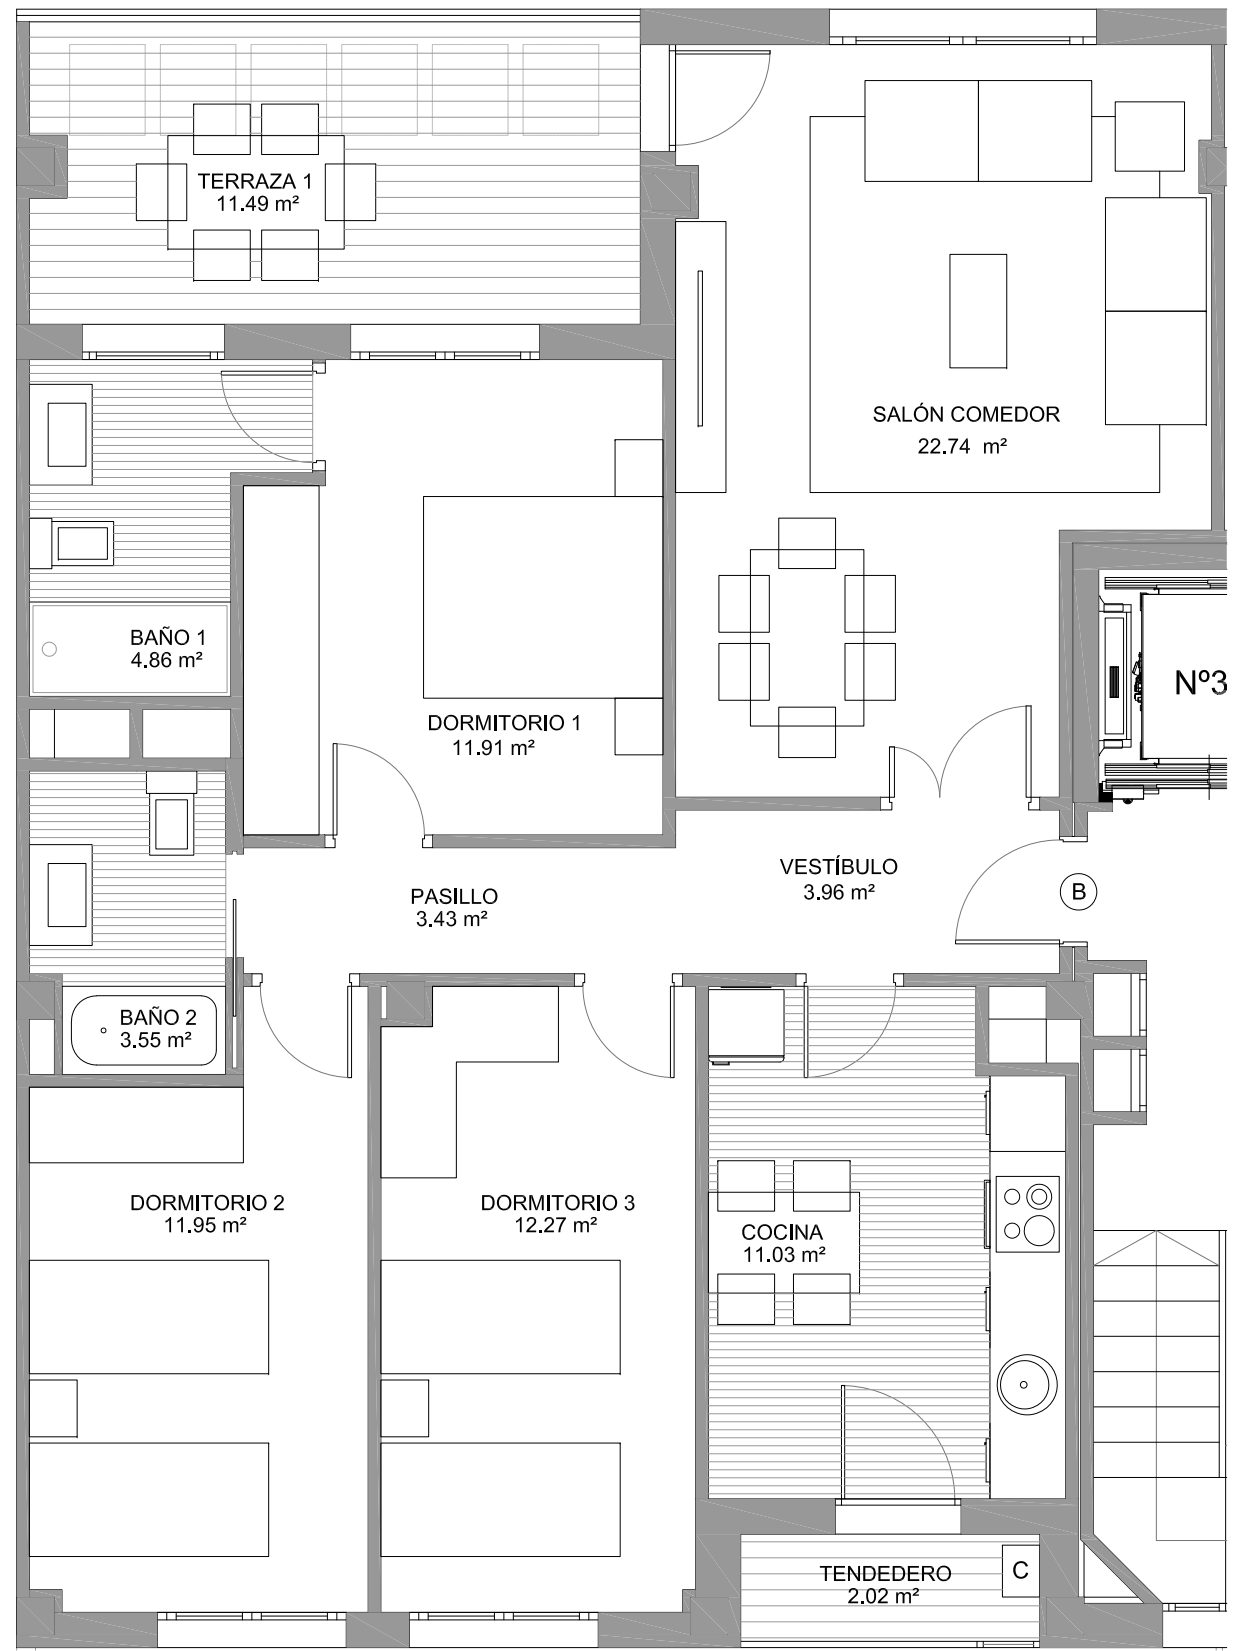 TERRAZA 1
11.49 m²
SALÓN COMEDOR
22.74 m²
BAÑO 1
4.86 m²
Nº3
DORMITORIO 1
11.91 m²
VESTÍBULO
3.96 m²
B
PASILLO
3.43 m²
BAÑO 2
3.55 m²
DORMITORIO 2
11.95 m²
DORMITORIO 3
12.27 m²
COCINA
11.03 m²
TENDEDERO
2.02 m²
C